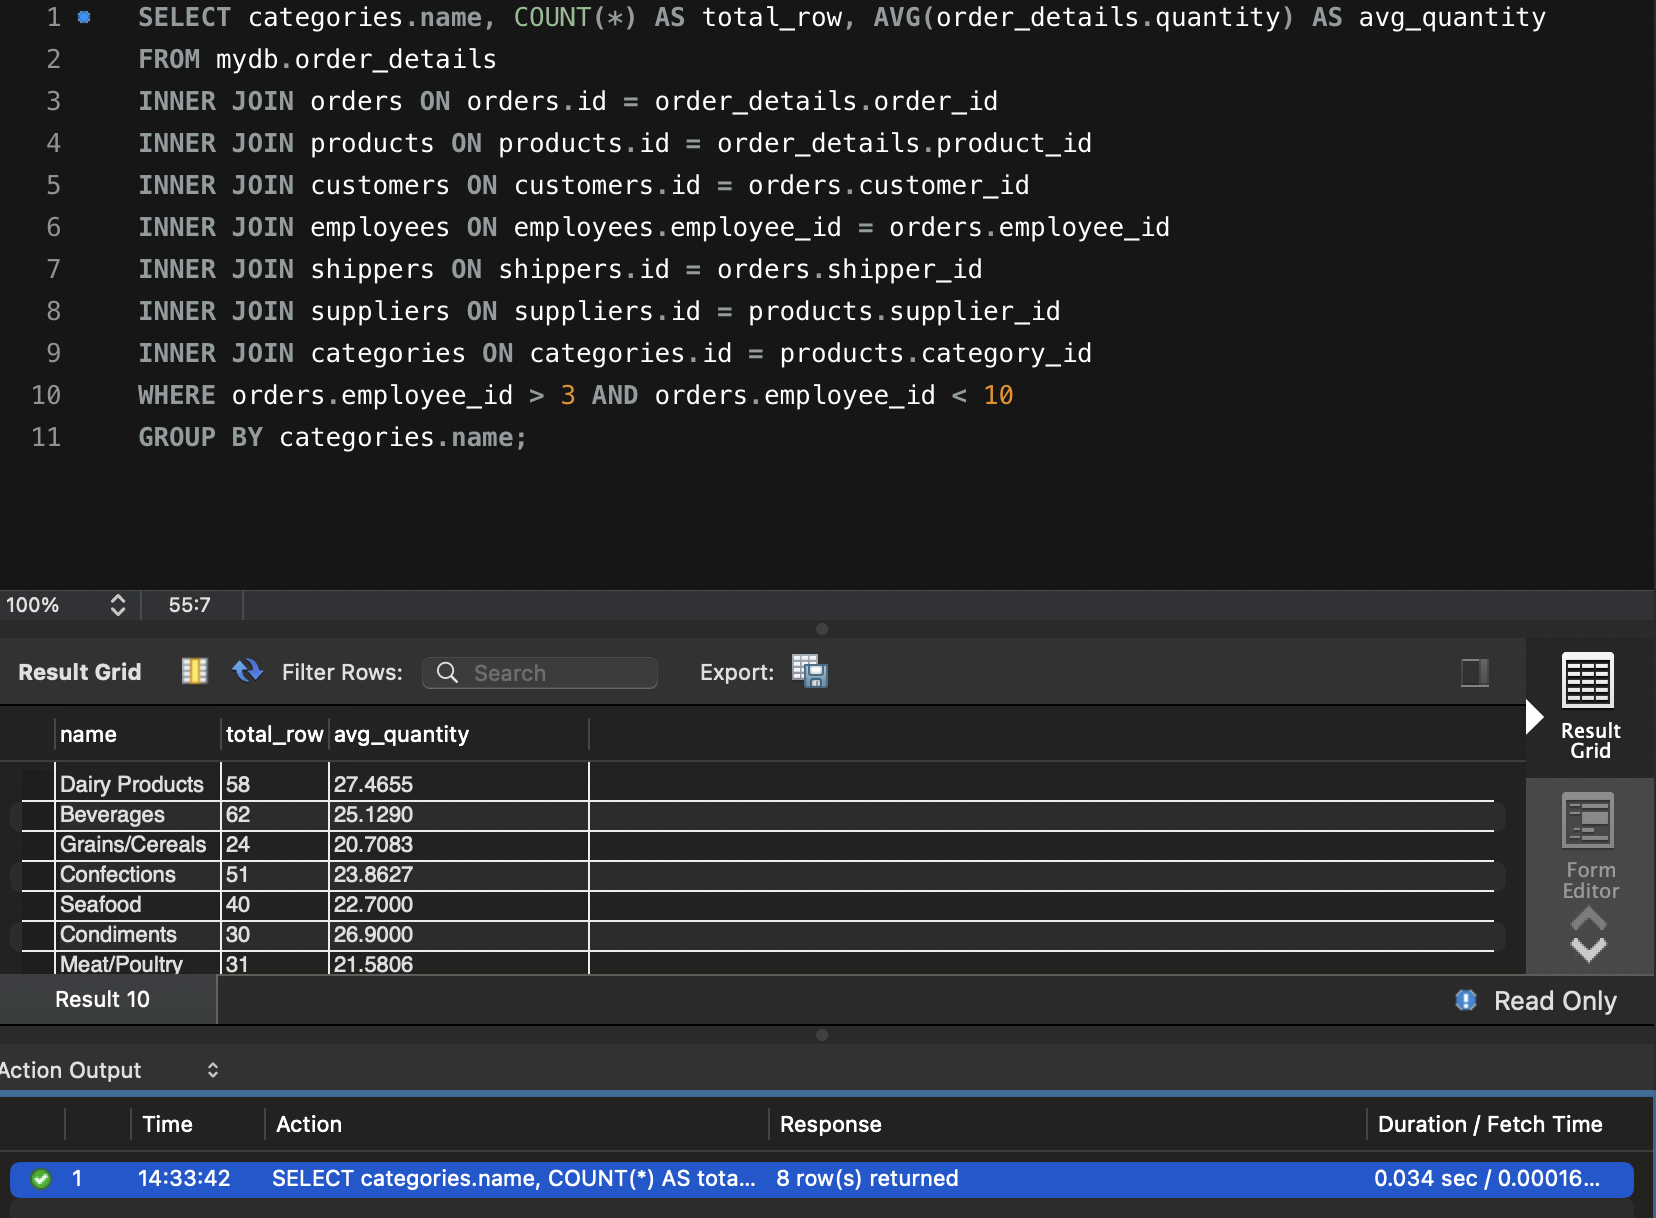 1 SELECT categories.name, COUNT(*) AS total_row, AVG(order_details.quantity) AS avg_quantity
2 FROM mydb.order_details
3 INNER JOIN orders ON orders.id = order_details.order_id
4 INNER JOIN products ON products.id = order_details.product_id
5 INNER JOIN customers ON customers.id = orders.customer_id
6 INNER JOIN employees ON employees.employee_id = orders.employee_id
7 INNER JOIN shippers ON shippers.id = orders.shipper_id
8 INNER JOIN suppliers ON suppliers.id = products.supplier_id
9 INNER JOIN categories ON categories.id = products.category_id
10 WHERE orders.employee_id > 3 AND orders.employee_id < 10
11 GROUP BY categories.name;
100% 55:7
Result Grid Filter Rows: Search Export:
name total_row avg_quantity
Dairy Products 58 27.4655
Beverages 62 25.1290
Grains/Cereals 24 20.7083
Confections 51 23.8627
Seafood 40 22.7000
Condiments 30 26.9000
Meat/Poultry 31 21.5806
Result
Grid
Form
Editor
Result 10 Read Only
Action Output
Time Action Response Duration / Fetch Time
1 14:33:42 SELECT categories.name, COUNT(*) AS tota... 8 row(s) returned 0.034 sec / 0.00016...